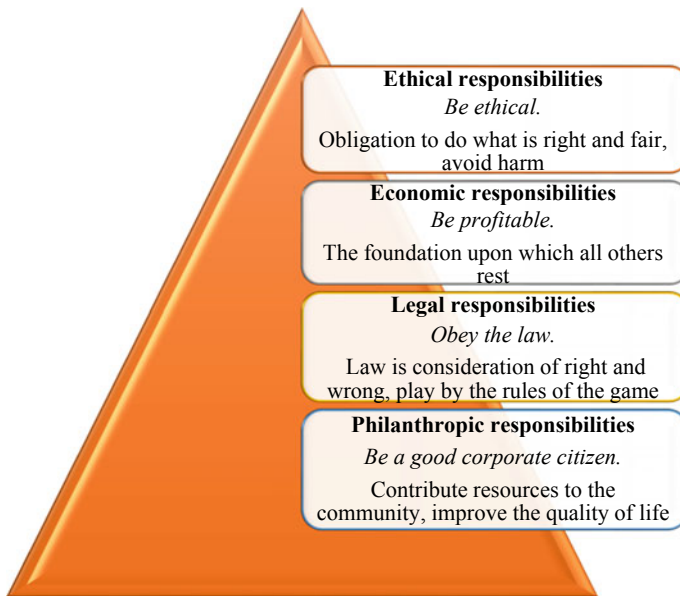 Ethical responsibilities
Be ethical.
Obligation to do what is right and fair,
avoid harm
Economic responsibilities
Be profitable.
The foundation upon which all others
rest
Legal responsibilities
Obey the law.
Law is consideration of right and
wrong, play by the rules of the game
Philanthropic responsibilities
Be a good corporate citizen.
Contribute resources to the
community, improve the quality of life